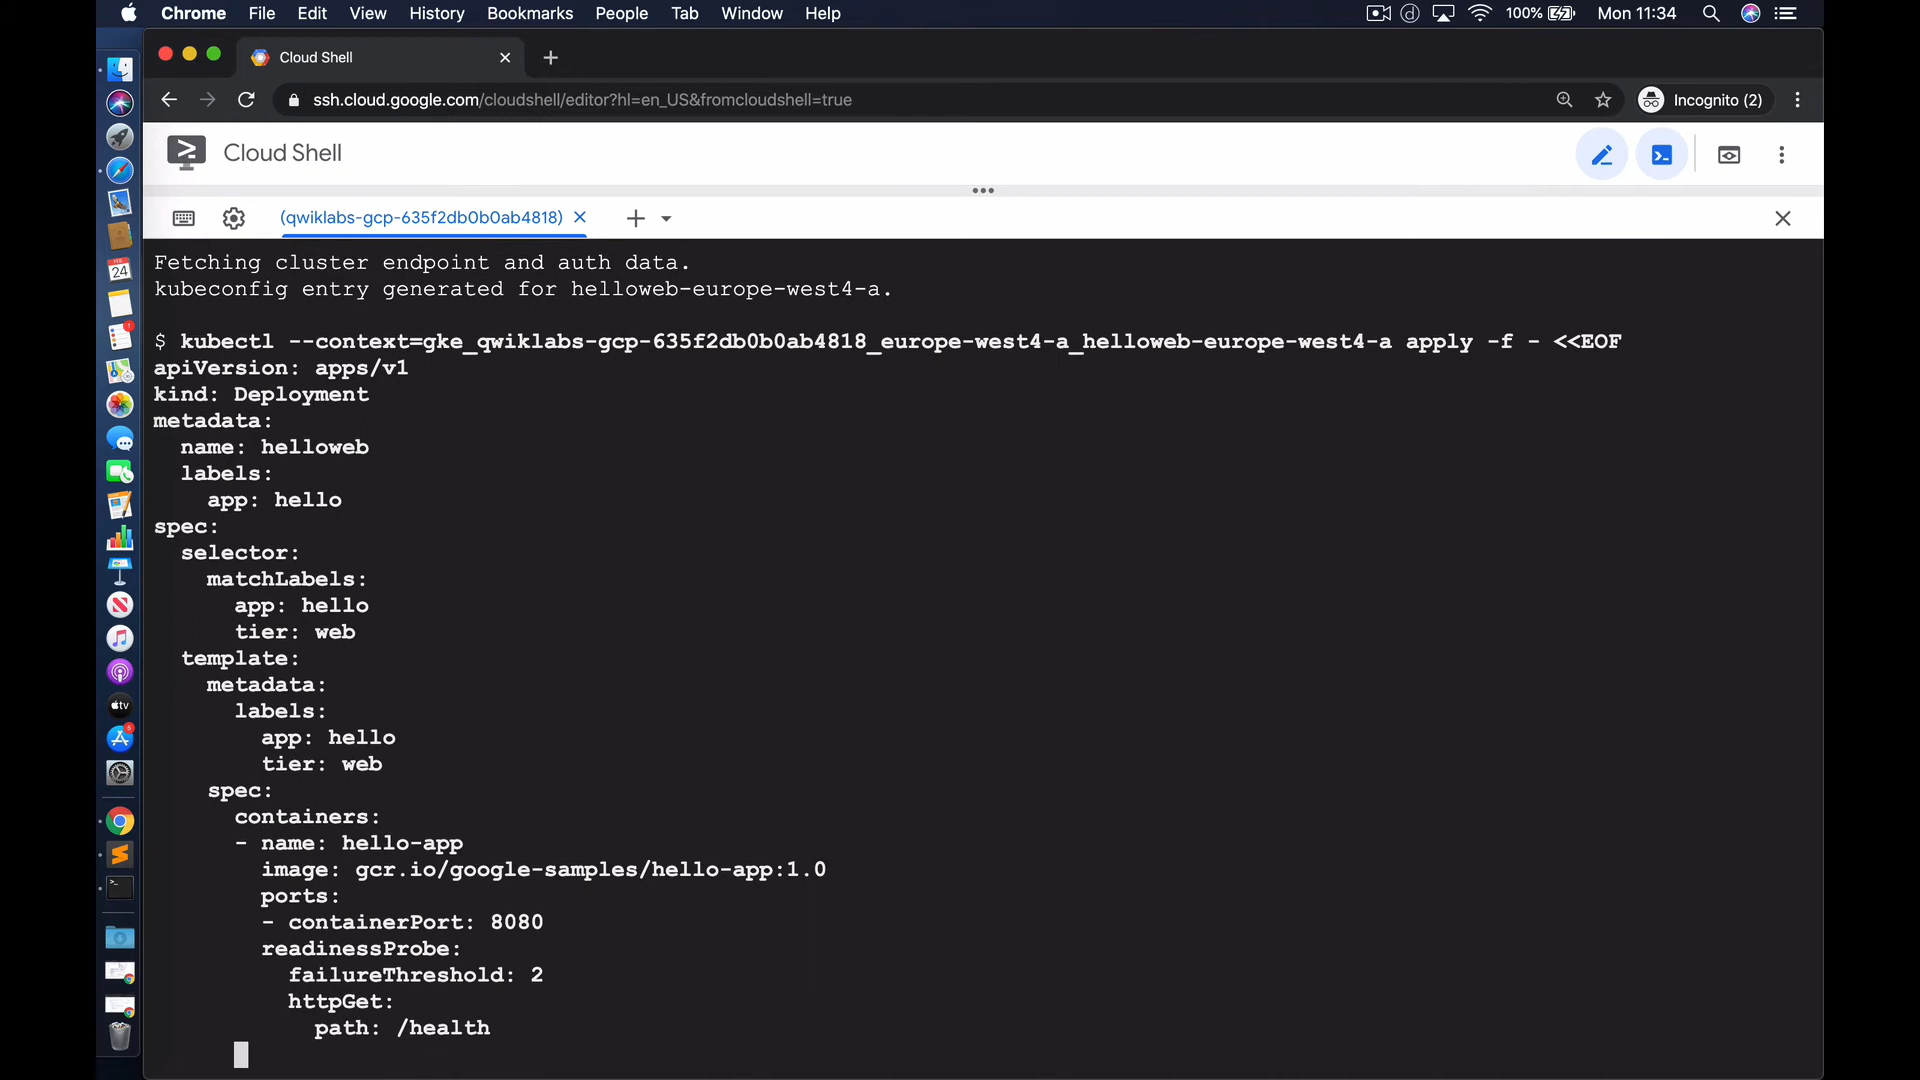 Chrome File Edit View History Bookmarks People Tab Window Help 100% Mon 11:34
Cloud Shell
ssh.cloud.google.com/cloudshell/editor?hl=en_US&fromcloudshell=true Incognito (2)
Cloud Shell
(qwiklabs-gcp-635f2db0b0ab4818)
Fetching cluster endpoint and auth data.
kubeconfig entry generated for helloweb-europe-west4-a.
$ kubectl --context=gke_qwiklabs-gcp-635f2db0b0ab4818_europe-west4-a_helloweb-europe-west4-a apply -f - <<EOF
apiVersion: apps/v1
kind: Deployment
metadata:
  name: helloweb
  labels:
    app: hello
spec:
  selector:
    matchLabels:
      app: hello
      tier: web
  template:
    metadata:
      labels:
        app: hello
        tier: web
    spec:
      containers:
      - name: hello-app
        image: gcr.io/google-samples/hello-app:1.0
        ports:
        - containerPort: 8080
        readinessProbe:
          failureThreshold: 2
          httpGet:
            path: /health
24
tv